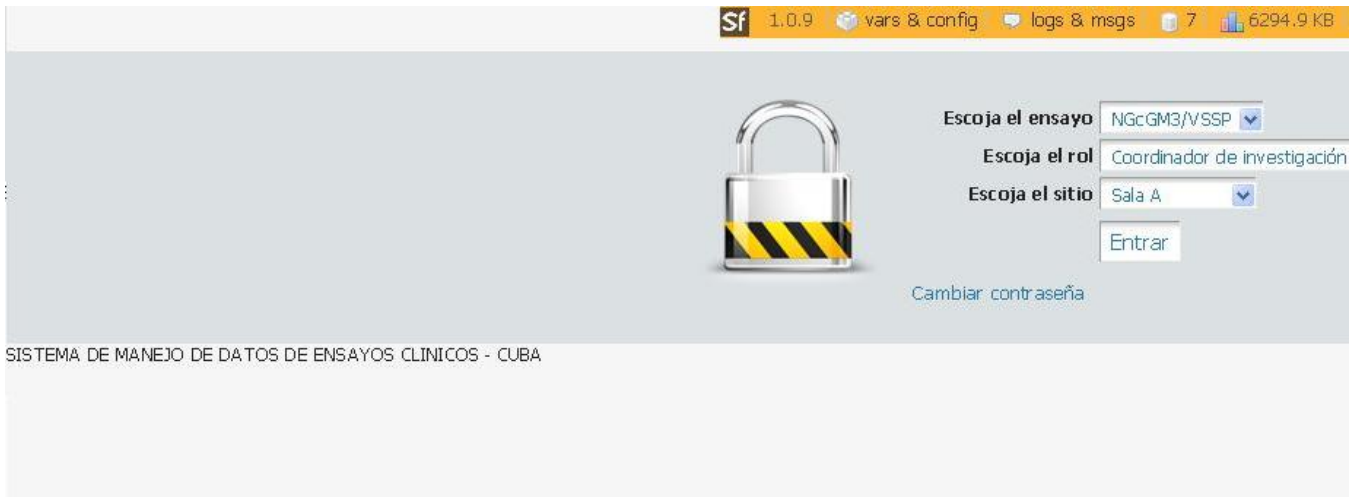 Sf 1.0.9 vars & config logs & msgs 7 6294.9 KB
Escoja el ensayo NGcGM3/VSSP
Escoja el rol Coordinador de investigación
Escoja el sitio Sala A
Entrar
Cambiar contraseña
SISTEMA DE MANEJO DE DATOS DE ENSAYOS CLINICOS - CUBA